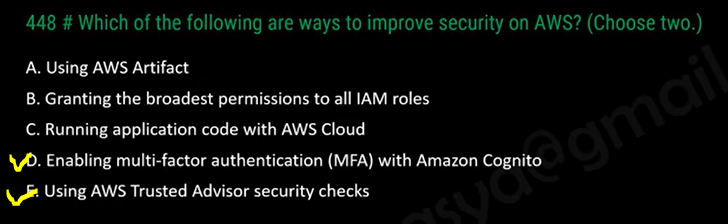 448 # Which of the following are ways to improve security on AWS? (Choose two.)
A. Using AWS Artifact
B. Granting the broadest permissions to all IAM roles
C. Running application code with AWS Cloud
D. Enabling multi-factor authentication (MFA) with Amazon Cognito
E. Using AWS Trusted Advisor security checks
asya@gmail